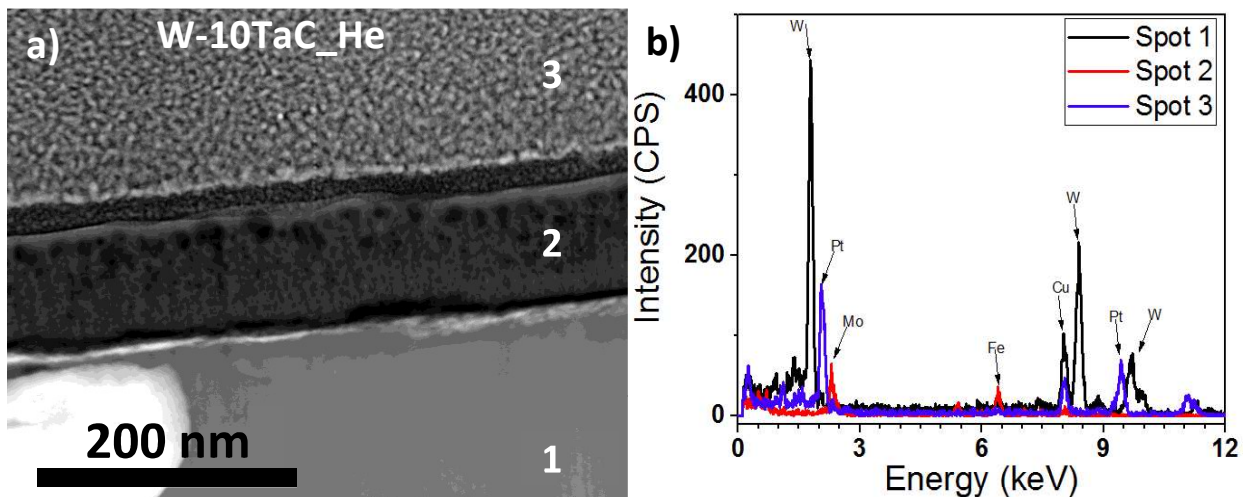 a)
W-10TaC_He
3
2
1
200 nm
b)
Intensity (CPS)
400
200
0
W
Pt
Mo
Fe
Cu
W
Pt
W
Spot 1
Spot 2
Spot 3
0
3
6
9
12
Energy (keV)